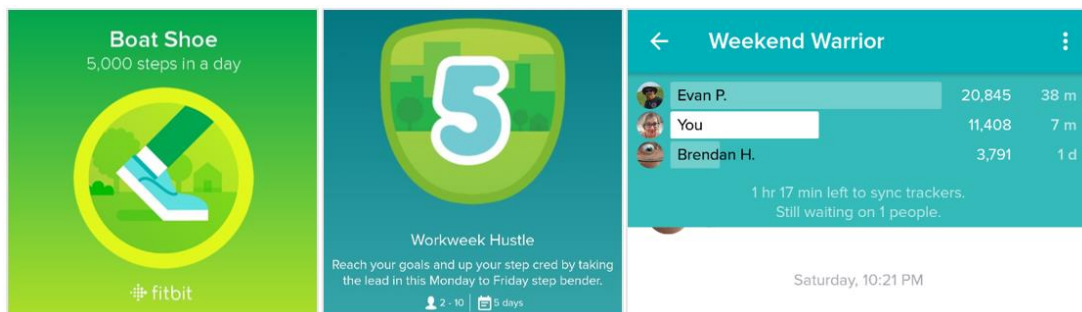 Boat Shoe
5,000 steps in a day
fitbit
5
Workweek Hustle
Reach your goals and up your step cred by taking
the lead in this Monday to Friday step bender.
2 - 10 5 days
Weekend Warrior
Evan P. 20,845 38 m
You 11,408 7 m
Brendan H. 3,791 1 d
1 hr 17 min left to sync trackers.
Still waiting on 1 people.
Saturday, 10:21 PM